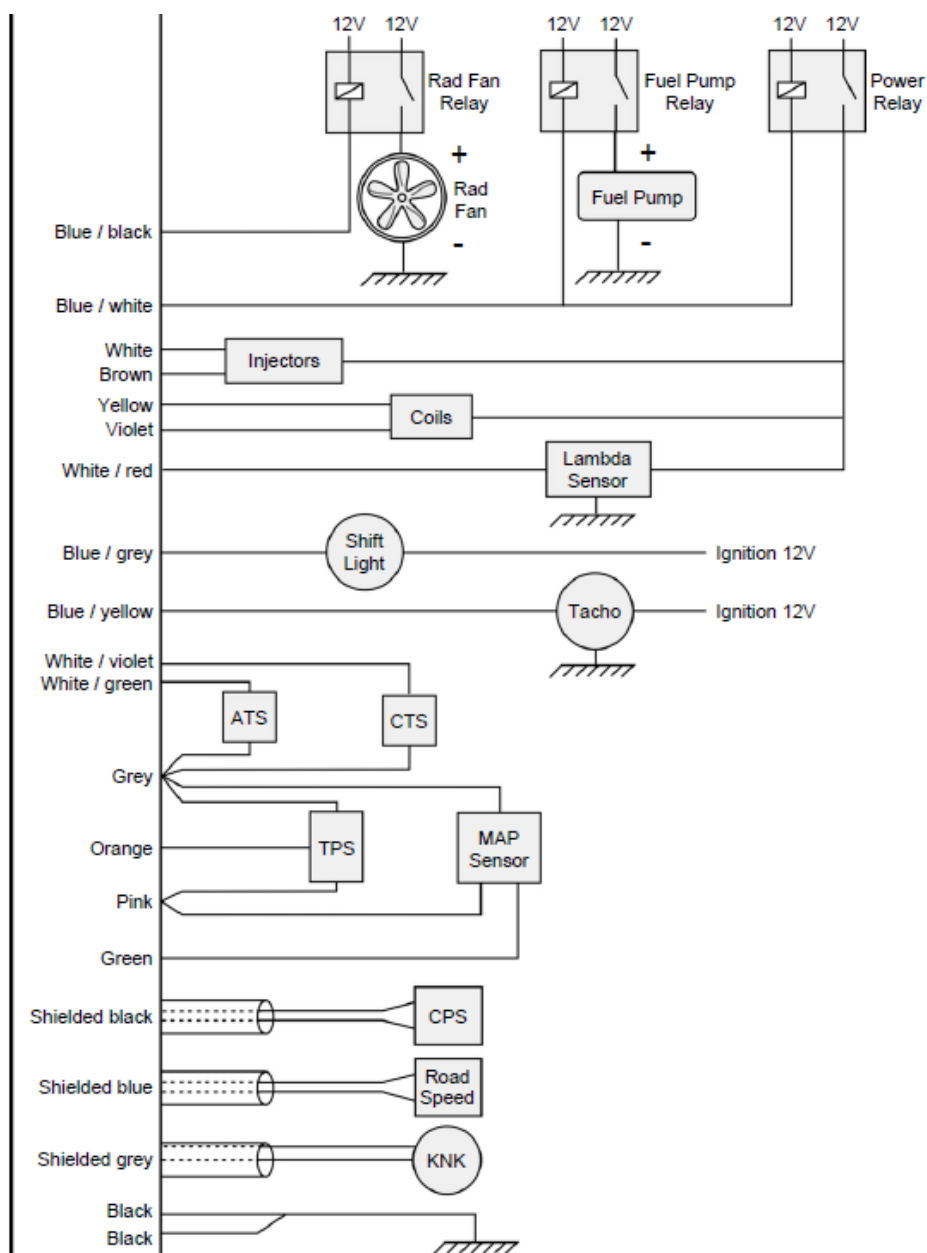 12V 12V 12V 12V 12V 12V
Rad Fan
Relay
Fuel Pump
Relay
Power
Relay
+
Rad
Fan
-
+
Fuel Pump
-
Blue / black
Blue / white
White
Brown
Injectors
Yellow
Violet
Coils
White / red
Lambda
Sensor
Blue / grey
Shift
Light
Ignition 12V
Blue / yellow
Tacho
Ignition 12V
White / violet
White / green
ATS
CTS
Grey
Orange
TPS
MAP
Sensor
Pink
Green
Shielded black
CPS
Shielded blue
Road
Speed
Shielded grey
KNK
Black
Black